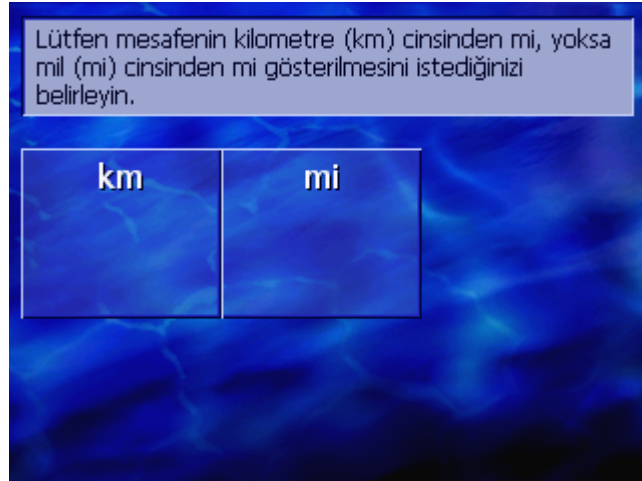 Lütfen mesafenin kilometre (km) cinsinden mi, yoksa
mil (mi) cinsinden mi gösterilmesini istediğinizi
belirleyin.
km mi